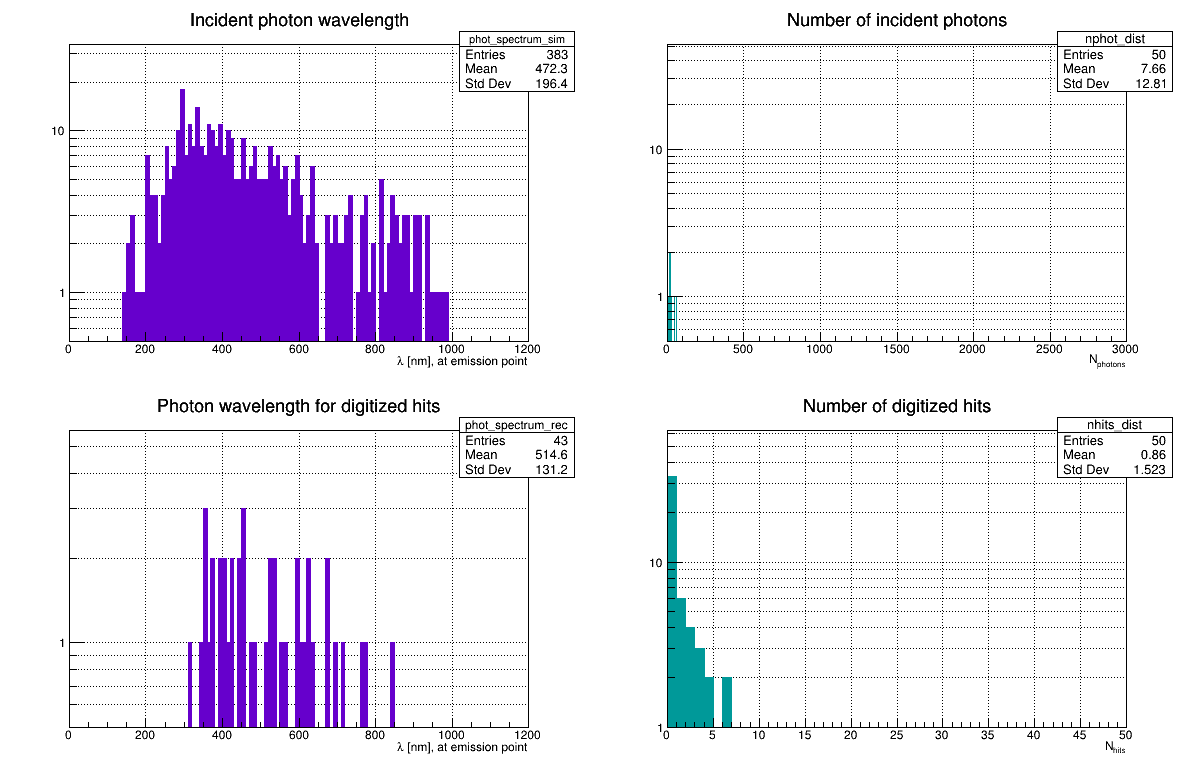 Incident photon wavelength
phot_spectrum_sim
Entries 383
Mean 472.3
Std Dev 196.4
10
1
0 200 400 600 800 1000 1200
λ [nm], at emission point
Number of incident photons
nphot_dist
Entries 50
Mean 7.66
Std Dev 12.81
10
1
0 500 1000 1500 2000 2500 3000
Nphotons
Photon wavelength for digitized hits
phot_spectrum_rec
Entries 43
Mean 514.6
Std Dev 131.2
1
0 200 400 600 800 1000 1200
λ [nm], at emission point
Number of digitized hits
nhits_dist
Entries 50
Mean 0.86
Std Dev 1.523
10
1
0 5 10 15 20 25 30 35 40 45 50
Nhits